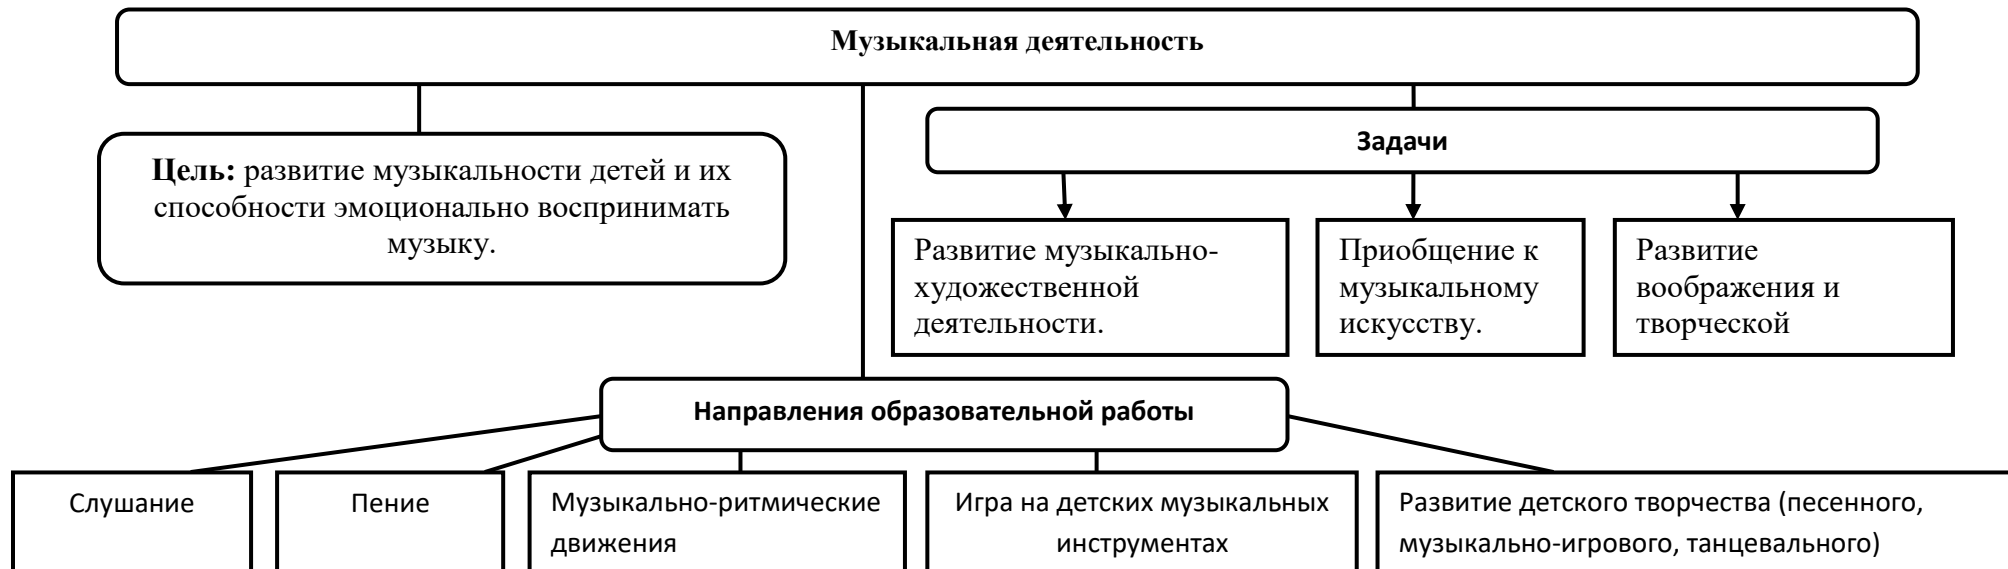 Музыкальная деятельность
Цель: развитие музыкальности детей и их
способности эмоционально воспринимать
музыку.
Задачи
Развитие музыкально-
художественной
деятельности.
Приобщение к
музыкальному
искусству.
Развитие
воображения и
творческой
Направления образовательной работы
Слушание
Пение
Музыкально-ритмические
движения
Игра на детских музыкальных
инструментах
Развитие детского творчества (песенного,
музыкально-игрового, танцевального)